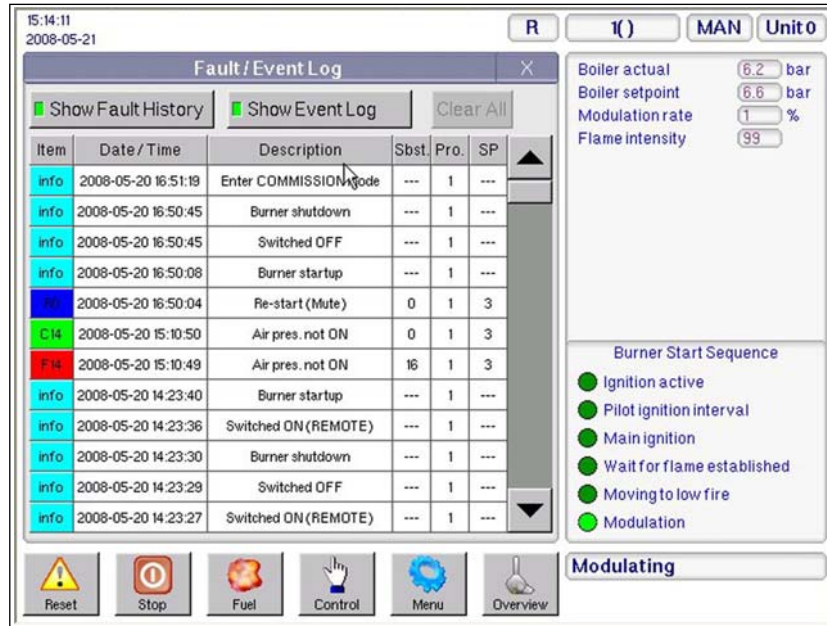 15:14:11
2008-05-21
R
1( )
MAN
Unit 0
Fault / Event Log X
Show Fault History Show Event Log Clear All
Item Date / Time Description Sbst. Pro. SP
info 2008-05-20 16:51:19 Enter COMMISSION Mode --- 1 ---
info 2008-05-20 16:50:45 Burner shutdown --- 1 ---
info 2008-05-20 16:50:45 Switched OFF --- 1 ---
info 2008-05-20 16:50:08 Burner startup --- 1 ---
2008-05-20 16:50:04 Re-start (Mute) 0 1 3
C14 2008-05-20 15:10:50 Air pres. not ON 0 1 3
F14 2008-05-20 15:10:49 Air pres. not ON 16 1 3
info 2008-05-20 14:23:40 Burner startup --- 1 ---
info 2008-05-20 14:23:36 Switched ON (REMOTE) --- 1 ---
info 2008-05-20 14:23:30 Burner shutdown --- 1 ---
info 2008-05-20 14:23:29 Switched OFF --- 1 ---
info 2008-05-20 14:23:27 Switched ON (REMOTE) --- 1 ---
Boiler actual 6.2 bar
Boiler setpoint 6.6 bar
Modulation rate 1 %
Flame intensity 99
Burner Start Sequence
Ignition active
Pilot ignition interval
Main ignition
Wait for flame established
Moving to low fire
Modulation
Reset Stop Fuel Control Menu Overview
Modulating